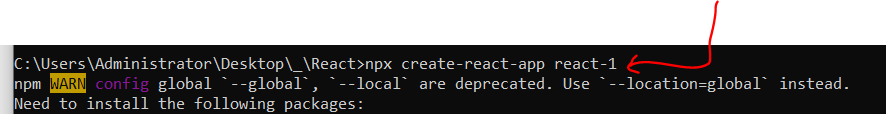 C:\Users\Administrator\Desktop\_\React>npx create-react-app react-1
npm WARN config global `--global`, `--local` are deprecated. Use `--location=global` instead.
Need to install the following packages: